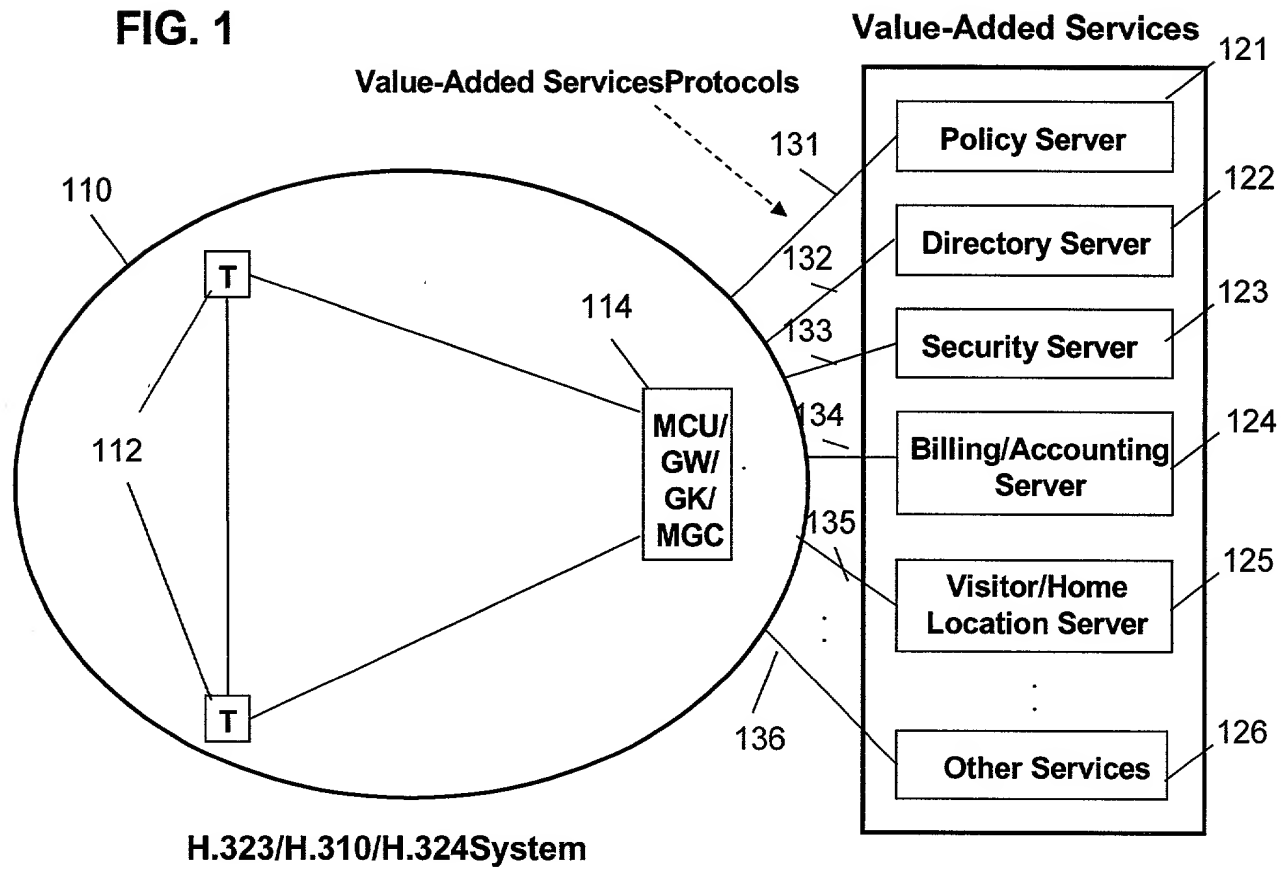 FIG. 1
Value-Added Services
Value-Added ServicesProtocols
121
Policy Server
131
110
122
T
Directory Server
132
123
114
133
Security Server
MCU/
GW/
GK/
MGC
134
124
112
Billing/Accounting
Server
135
125
Visitor/Home
Location Server
T
136
126
Other Services
H.323/H.310/H.324System